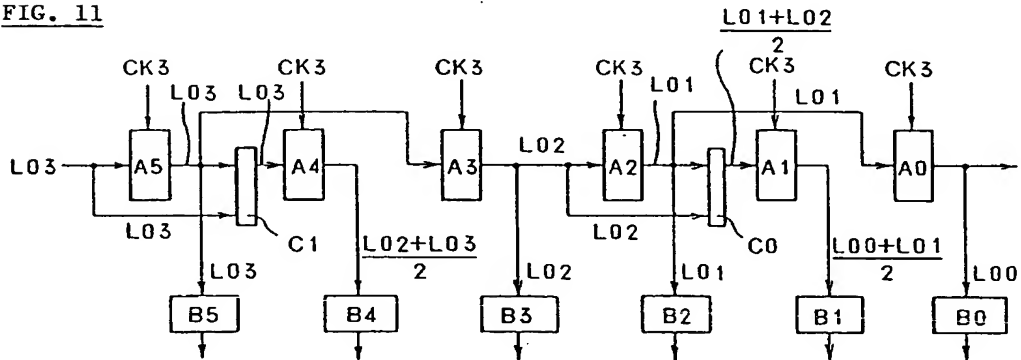 FIG. 11
L01+L02
2
CK3 CK3 CK3 CK3 CK3 CK3
L03 L03 L01 L01
L03 A5 C1 A4 A3 L02 A2 A1 A0
L03 C1 L02 C0
L02+L03
2
L00+L01
2
L03 L02 L01 L00
B5 B4 B3 B2 B1 B0